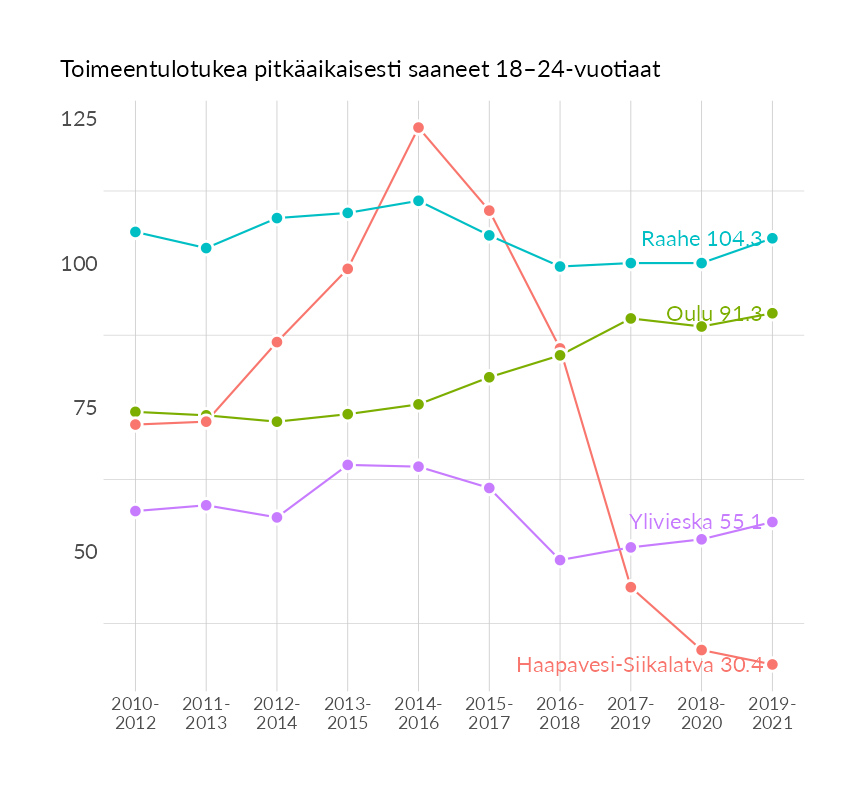 Toimeentulotukea pitkäaikaisesti saaneet 18–24-vuotiaat
125
100
75
50
Raahe 104.3
Oulu 91.3
Ylivieska 55.1
Haapavesi-Siikalatva 30.4
2010- 2011- 2012- 2013- 2014- 2015- 2016- 2017- 2018- 2019-
2012 2013 2014 2015 2016 2017 2018 2019 2020 2021